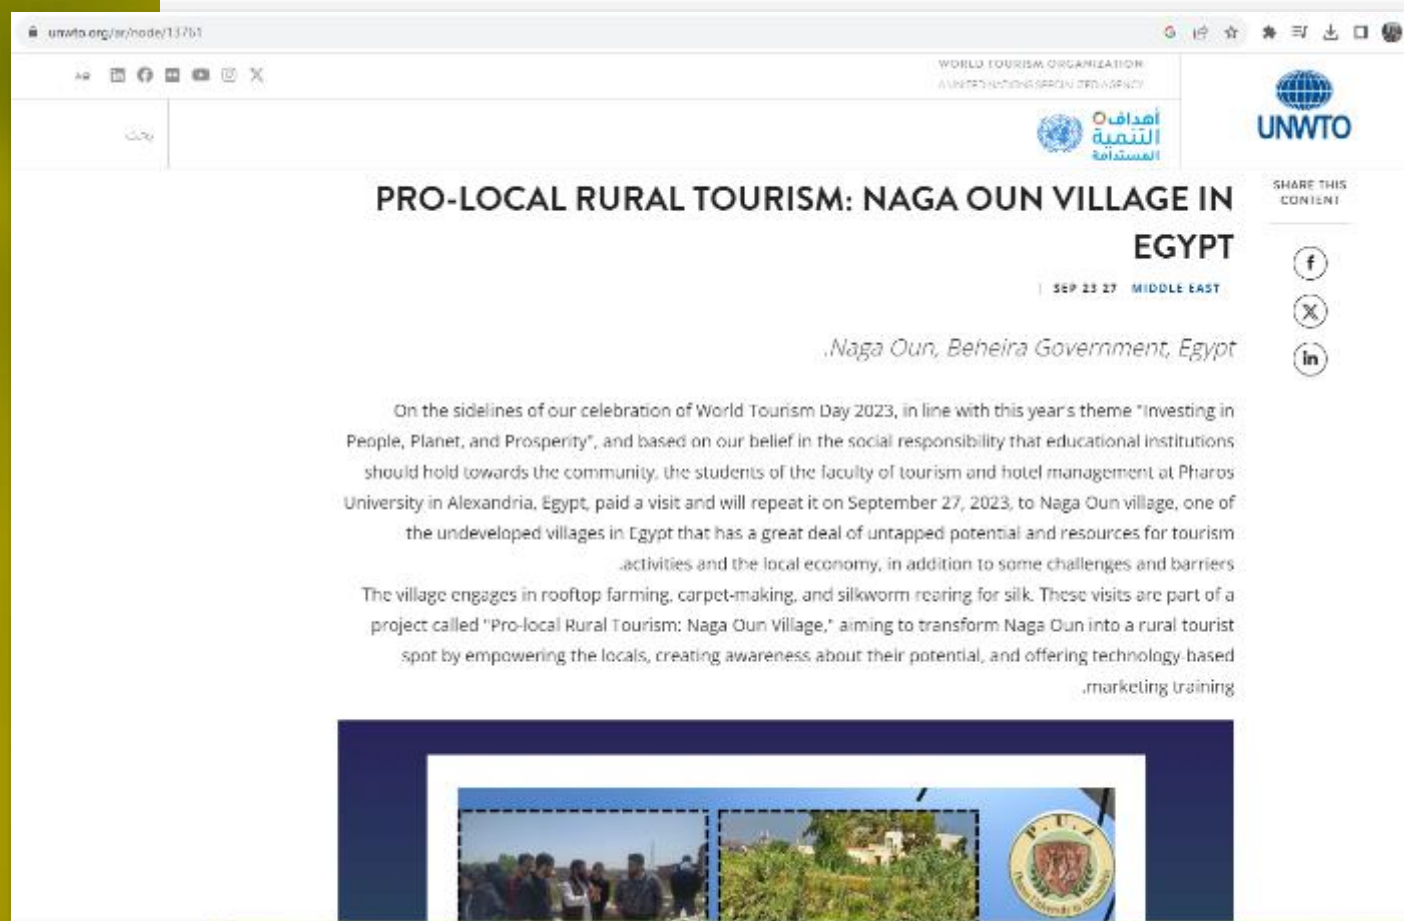 unwto.org/ar/node/13761
WORLD TOURISM ORGANIZATION
A UNITED NATIONS SPECIALIZED AGENCY
UNWTO
أهداف
التنمية
المستدامة
بحث
PRO-LOCAL RURAL TOURISM: NAGA OUN VILLAGE IN
EGYPT
SEP 23 27 MIDDLE EAST
SHARE THIS
CONTENT
.Naga Oun, Beheira Government, Egypt
On the sidelines of our celebration of World Tourism Day 2023, in line with this year's theme "Investing in
People, Planet, and Prosperity", and based on our belief in the social responsibility that educational institutions
should hold towards the community, the students of the faculty of tourism and hotel management at Pharos
University in Alexandria, Egypt, paid a visit and will repeat it on September 27, 2023, to Naga Oun village, one of
the undeveloped villages in Egypt that has a great deal of untapped potential and resources for tourism
.activities and the local economy, in addition to some challenges and barriers
The village engages in rooftop farming, carpet-making, and silkworm rearing for silk. These visits are part of a
project called "Pro-local Rural Tourism: Naga Oun Village," aiming to transform Naga Oun into a rural tourist
spot by empowering the locals, creating awareness about their potential, and offering technology-based
.marketing training
P.U.A